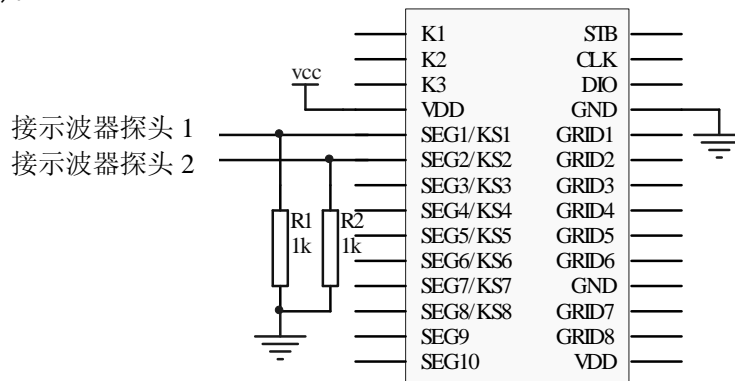 K1 STB
K2 CLK
vcc
K3 DIO
VDD GND
接示波器探头 1
SEG1/KS1 GRID1
接示波器探头 2
SEG2/KS2 GRID2
SEG3/KS3 GRID3
SEG4/KS4 GRID4
R1 R2
1k 1k
SEG5/KS5 GRID5
SEG6/KS6 GRID6
SEG7/KS7 GND
SEG8/KS8 GRID7
SEG9 GRID8
SEG10 VDD